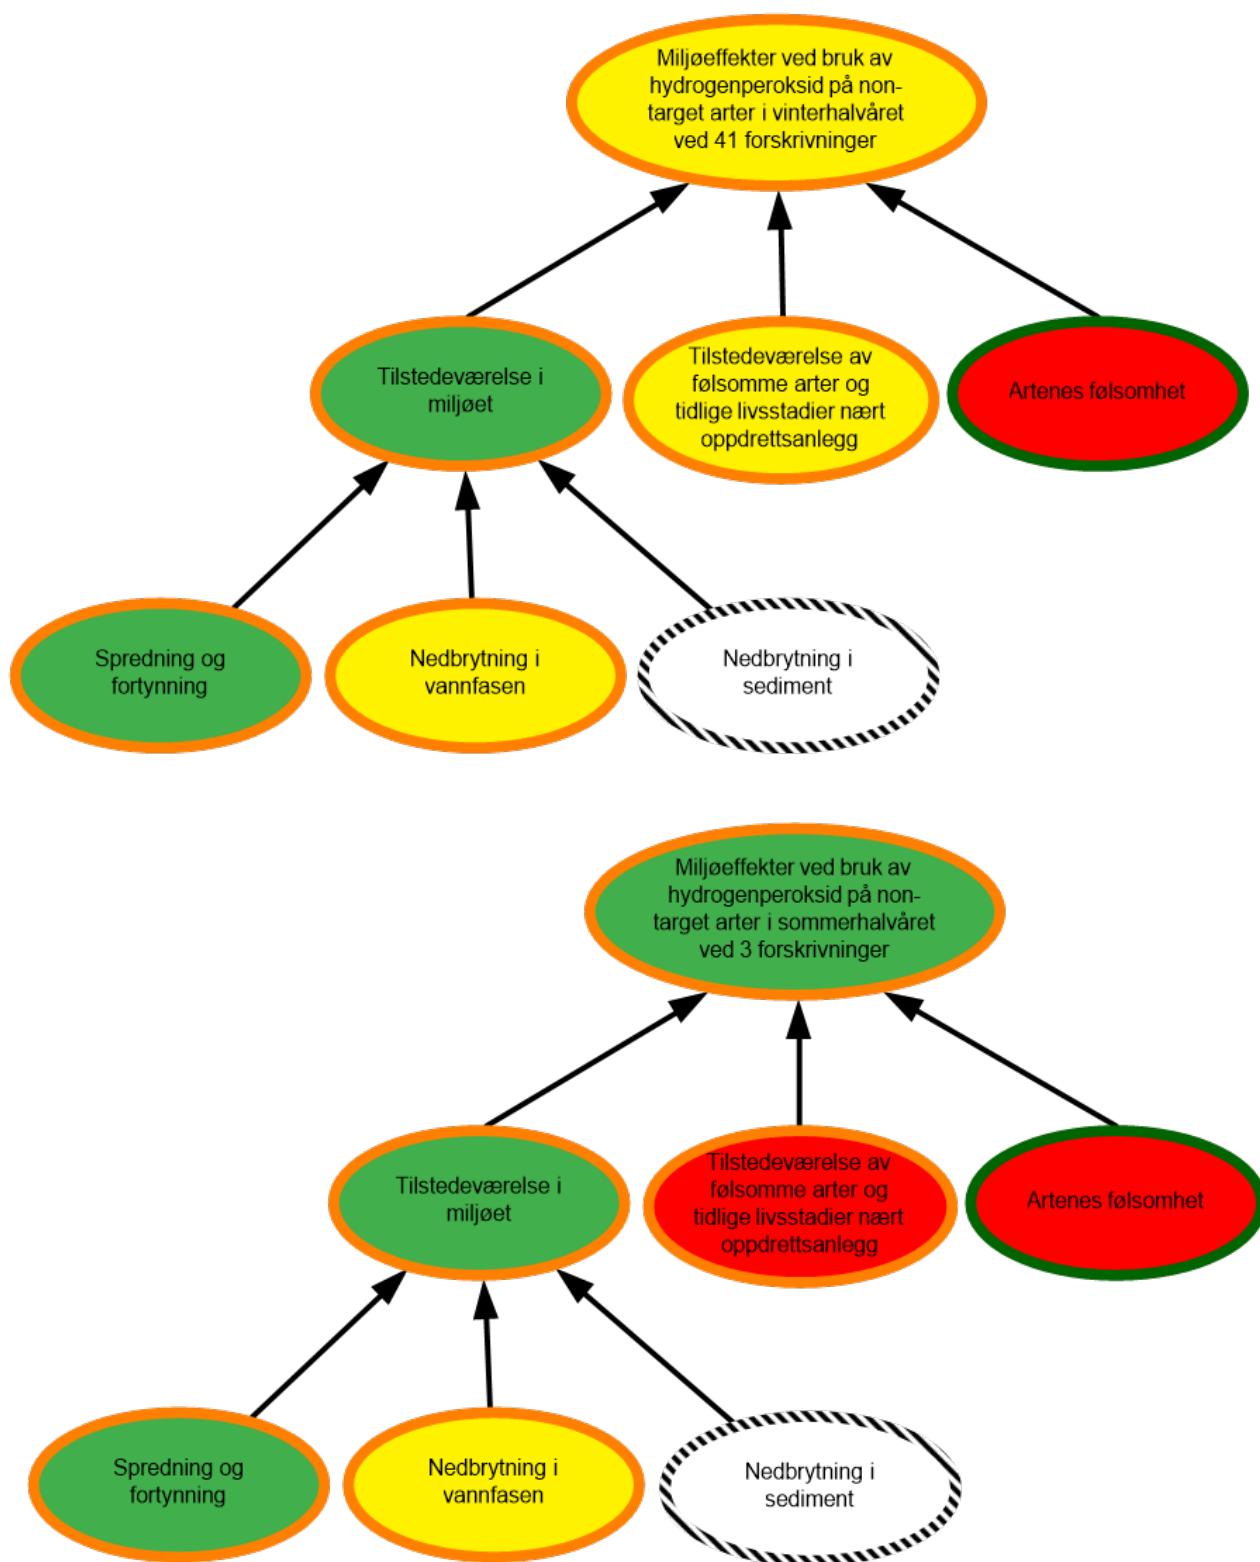 Miljøeffekter ved bruk av
hydrogenperoksid på non-
target arter i vinterhalvåret
ved 41 forskrivninger
Tilstedeværelse i
miljøet
Tilstedeværelse av
følsomme arter og
tidlige livsstadier nært
oppdrettsanlegg
Artenes følsomhet
Spredning og
fortynning
Nedbrytning i
vannfasen
Nedbrytning i
sediment
Miljøeffekter ved bruk av
hydrogenperoksid på non-
target arter i sommerhalvåret
ved 3 forskrivninger
Tilstedeværelse i
miljøet
Tilstedeværelse av
følsomme arter og
tidlige livsstadier nært
oppdrettsanlegg
Artenes følsomhet
Spredning og
fortynning
Nedbrytning i
vannfasen
Nedbrytning i
sediment